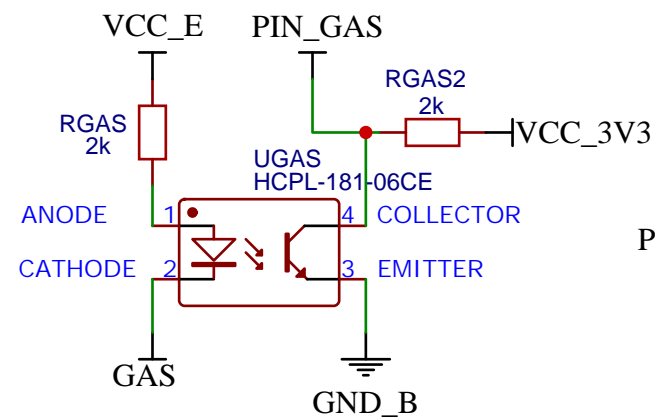 VCC_E
PIN_GAS
RGAS
2k
RGAS2
2k
VCC_3V3
UGAS
HCPL-181-06CE
ANODE
1
4
COLLECTOR
P
CATHODE
2
3
EMITTER
GAS
GND_B